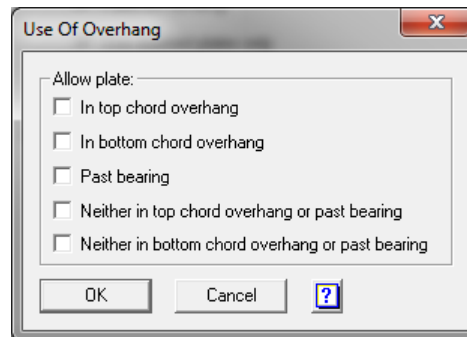 Use Of Overhang
Allow plate:
In top chord overhang
In bottom chord overhang
Past bearing
Neither in top chord overhang or past bearing
Neither in bottom chord overhang or past bearing
OK
Cancel
?